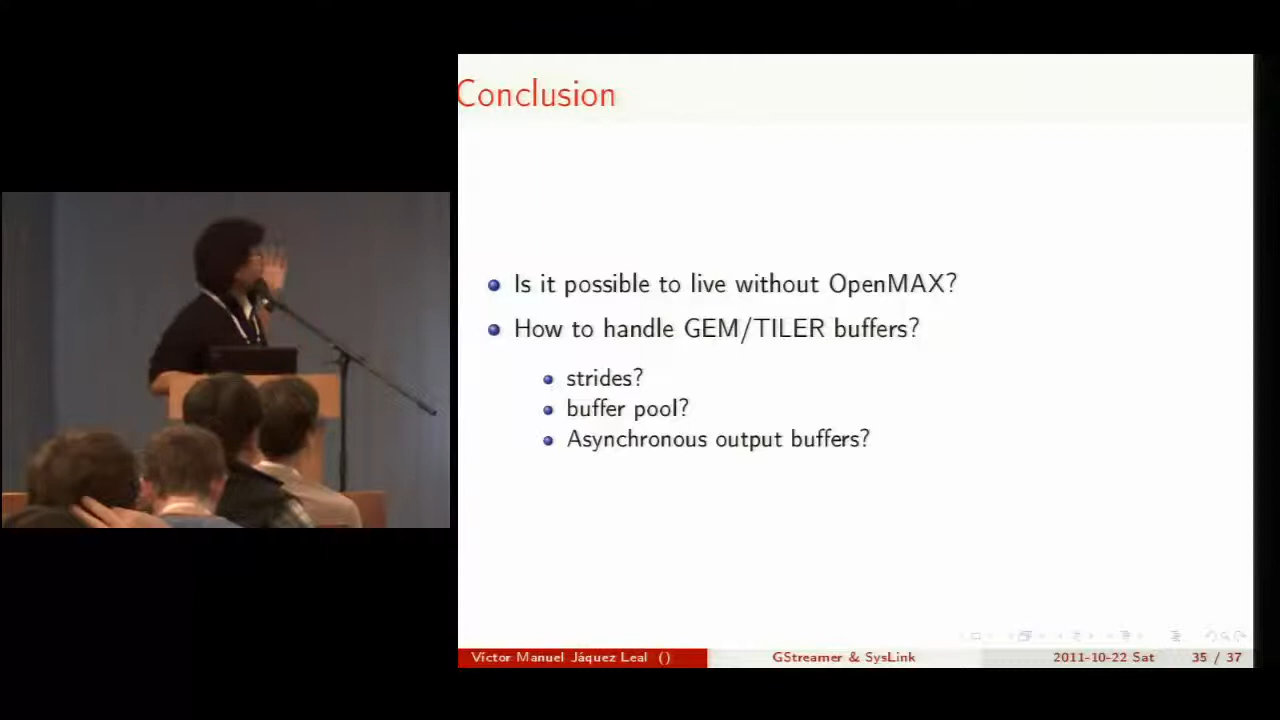 Conclusion
Is it possible to live without OpenMAX?
How to handle GEM/TILER buffers?
strides?
buffer pool?
Asynchronous output buffers?
Víctor Manuel Jáquez Leal () GStreamer & SysLink 2011-10-22 Sat 35 / 37